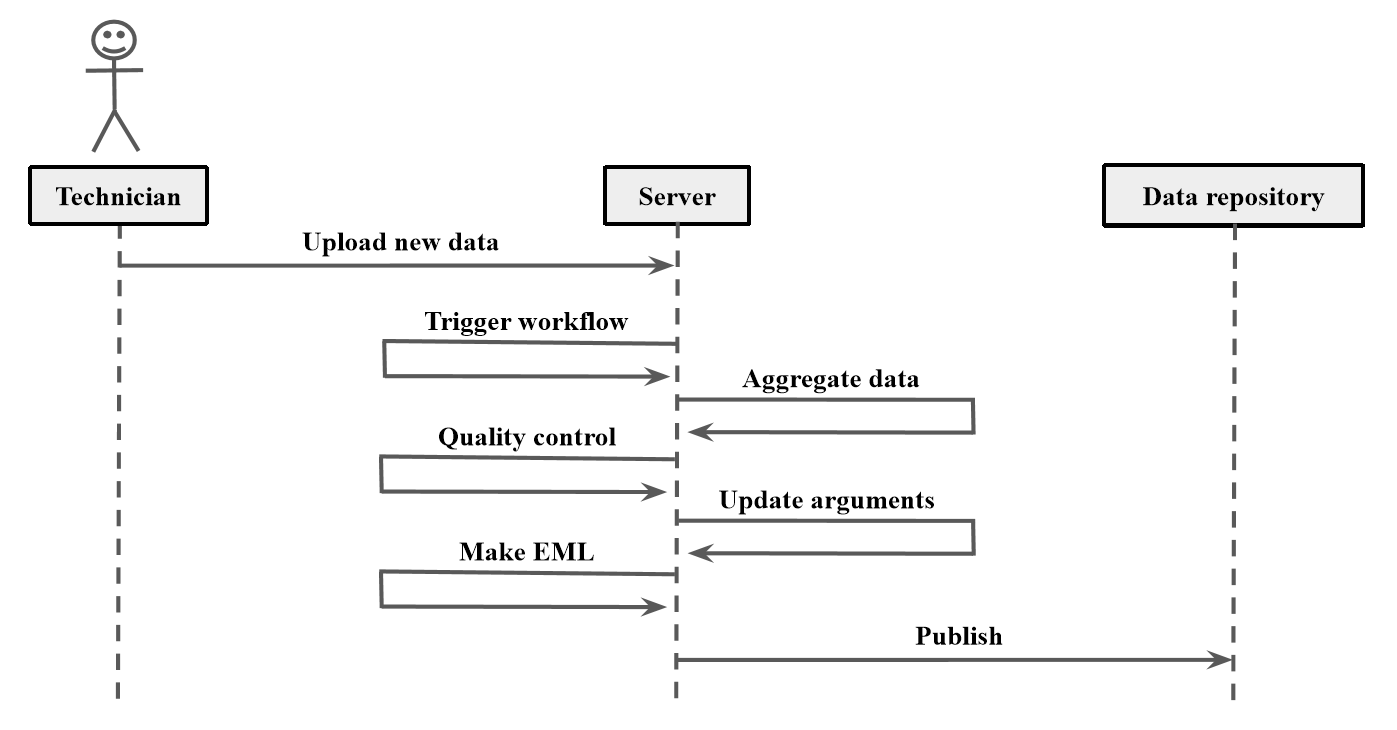 Technician
Server
Data repository
Upload new data
Trigger workflow
Aggregate data
Quality control
Update arguments
Make EML
Publish